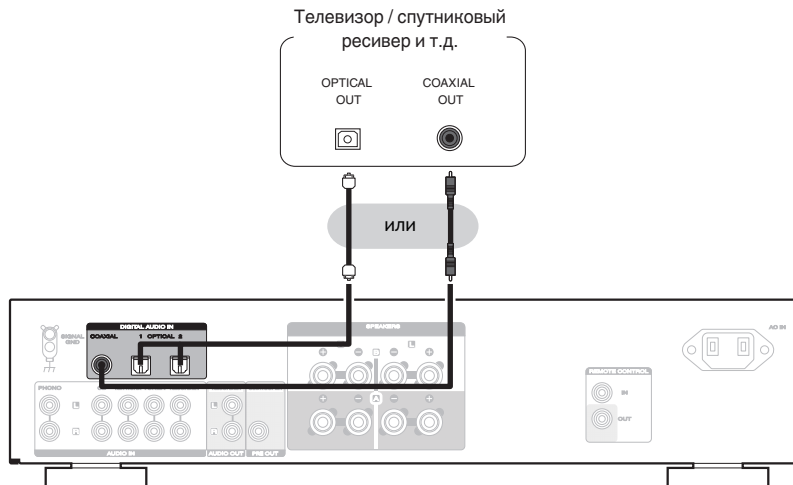 Телевизор / спутниковый
ресивер и т.д.
OPTICAL
OUT
COAXIAL
OUT
или
DIGITAL AUDIO IN
COAXIAL
1 OPTICAL 2
SIGNAL
GND
SPEAKERS
AC IN
REMOTE CONTROL
IN
OUT
PHONO
L
R
L
AUDIO IN
AUDIO OUT
PRE OUT